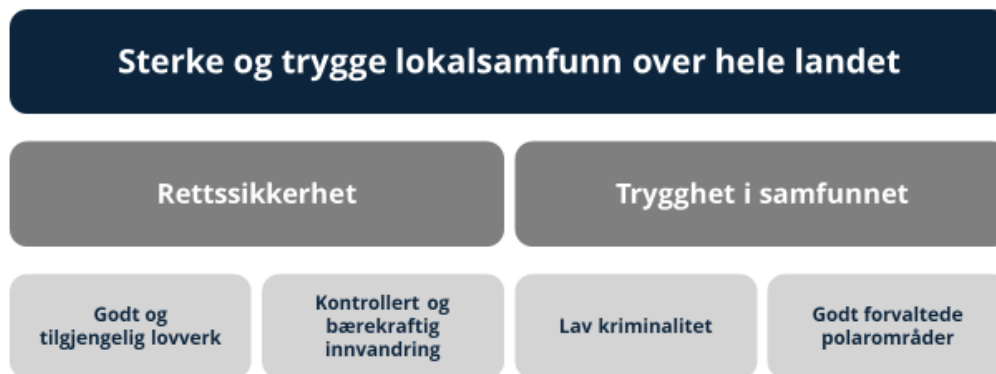 Sterke og trygge lokalsamfunn over hele landet
Rettssikkerhet
Trygghet i samfunnet
Godt og
tilgjengelig lovverk
Kontrollert og
bærekraftig
innvandring
Lav kriminalitet
Godt forvaltede
polarområder